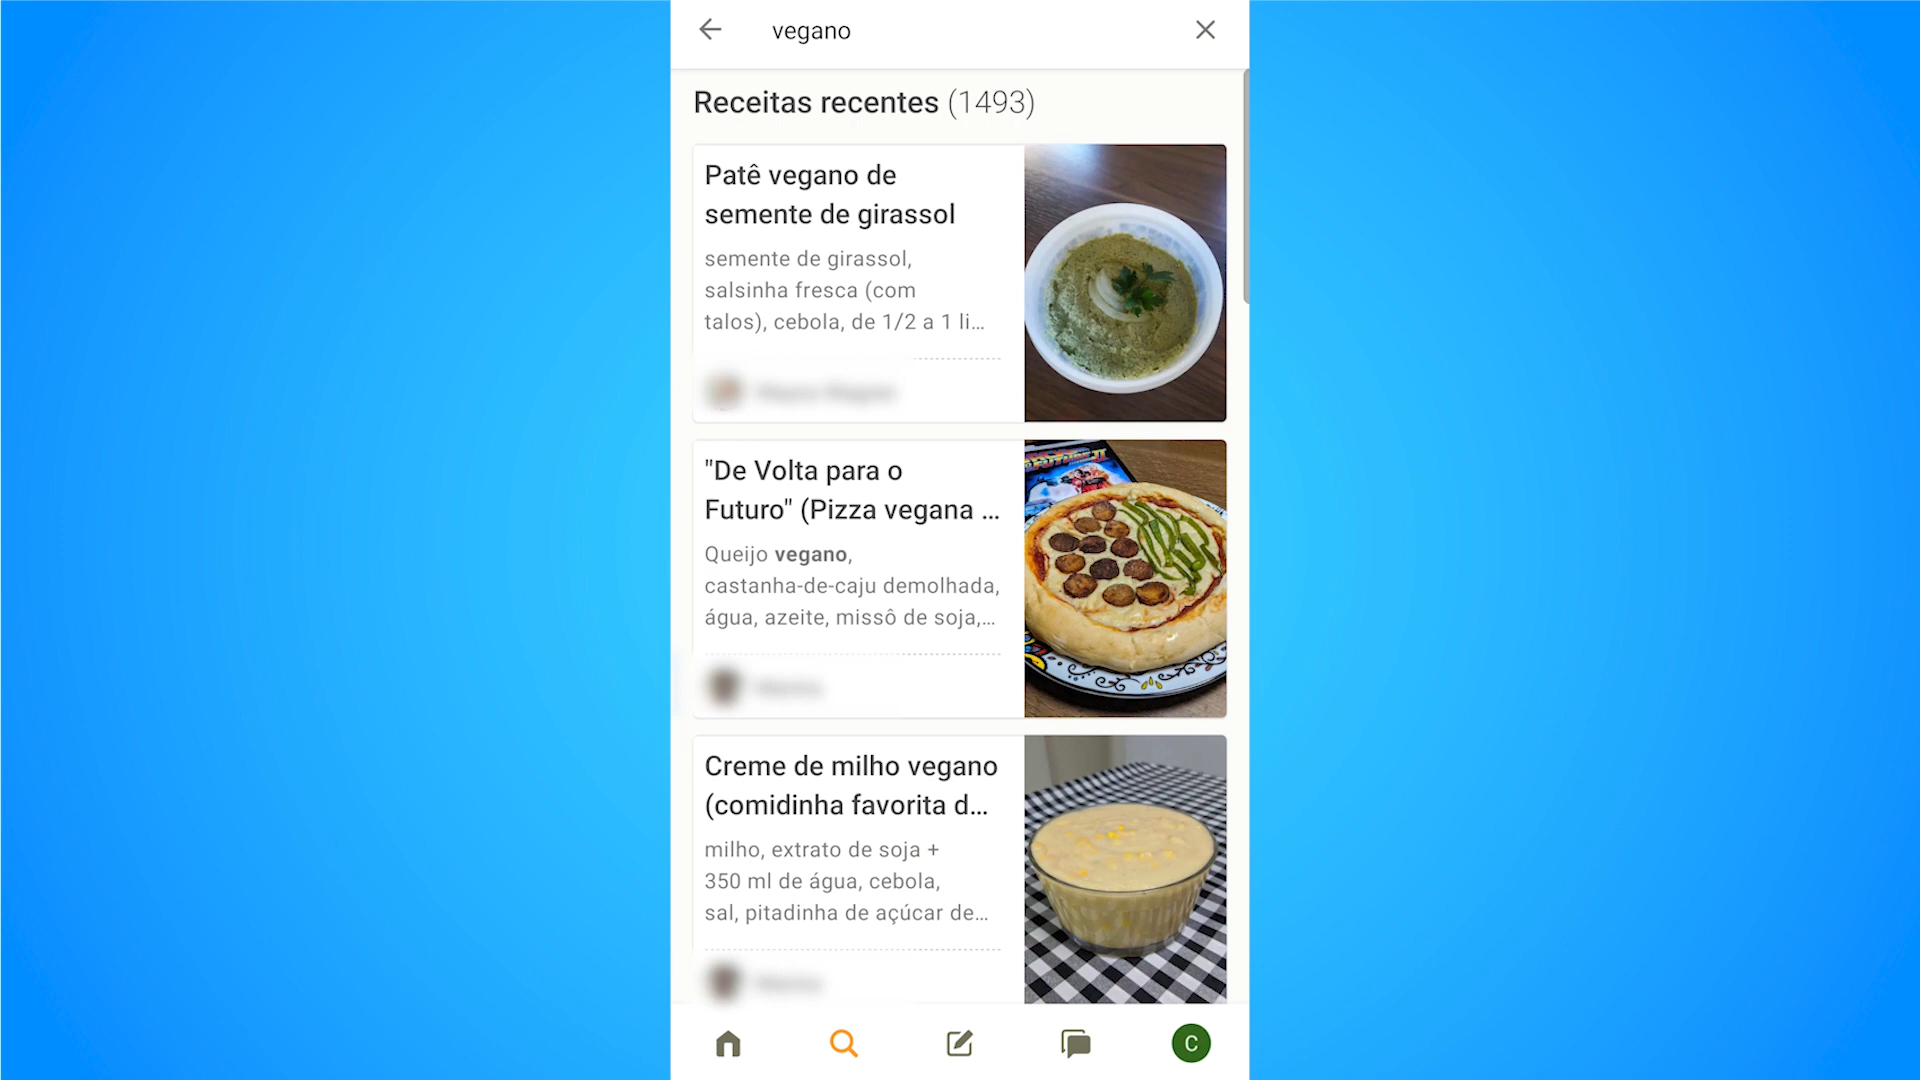 vegano
Receitas recentes (1493)
Patê vegano de
semente de girassol
semente de girassol,
salsinha fresca (com
talos), cebola, de 1/2 a 1 li...
"De Volta para o
Futuro" (Pizza vegana ...
Queijo vegano,
castanha-de-caju demolhada,
água, azeite, missô de soja,...
Creme de milho vegano
(comidinha favorita d...
milho, extrato de soja +
350 ml de água, cebola,
sal, pitadinha de açúcar de...
C